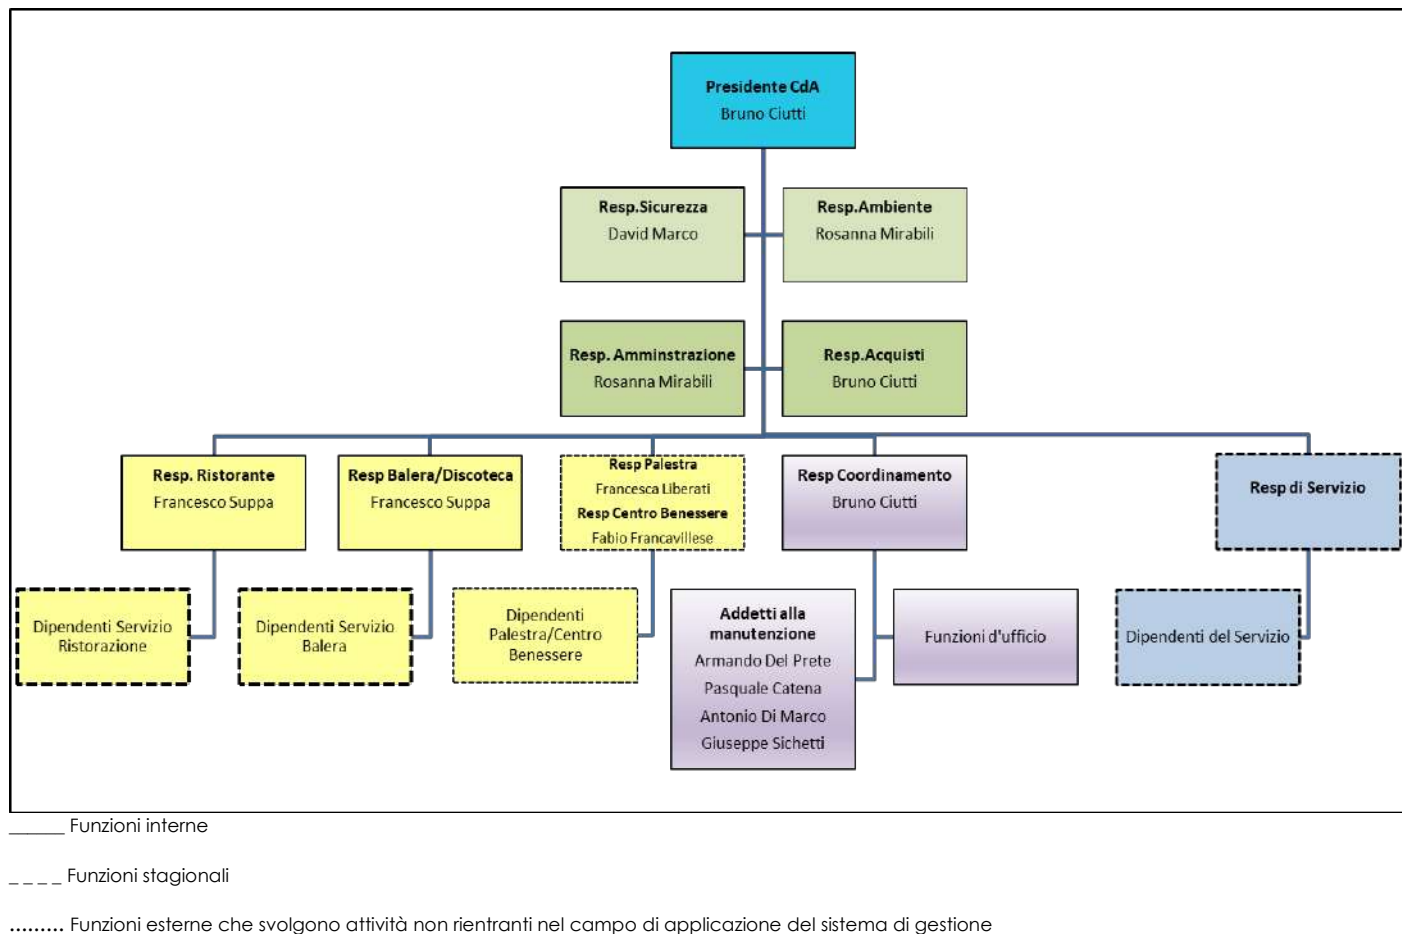 Presidente CdA
Bruno Ciutti
Resp.Sicurezza
David Marco
Resp.Ambiente
Rosanna Mirabili
Resp. Amminstrazione
Rosanna Mirabili
Resp.Acquisti
Bruno Ciutti
Resp. Ristorante
Francesco Suppa
Resp Balera/Discoteca
Francesco Suppa
Resp Palestra
Francesca Liberati
Resp Centro Benessere
Fabio Francavillese
Resp Coordinamento
Bruno Ciutti
Resp di Servizio
Dipendenti Servizio
Ristorazione
Dipendenti Servizio
Balera
Dipendenti
Palestra/Centro
Benessere
Addetti alla
manutenzione
Armando Del Prete
Pasquale Catena
Antonio Di Marco
Giuseppe Sichetti
Funzioni d'ufficio
Dipendenti del Servizio
______ Funzioni interne
_ _ _ _ Funzioni stagionali
......... Funzioni esterne che svolgono attività non rientranti nel campo di applicazione del sistema di gestione